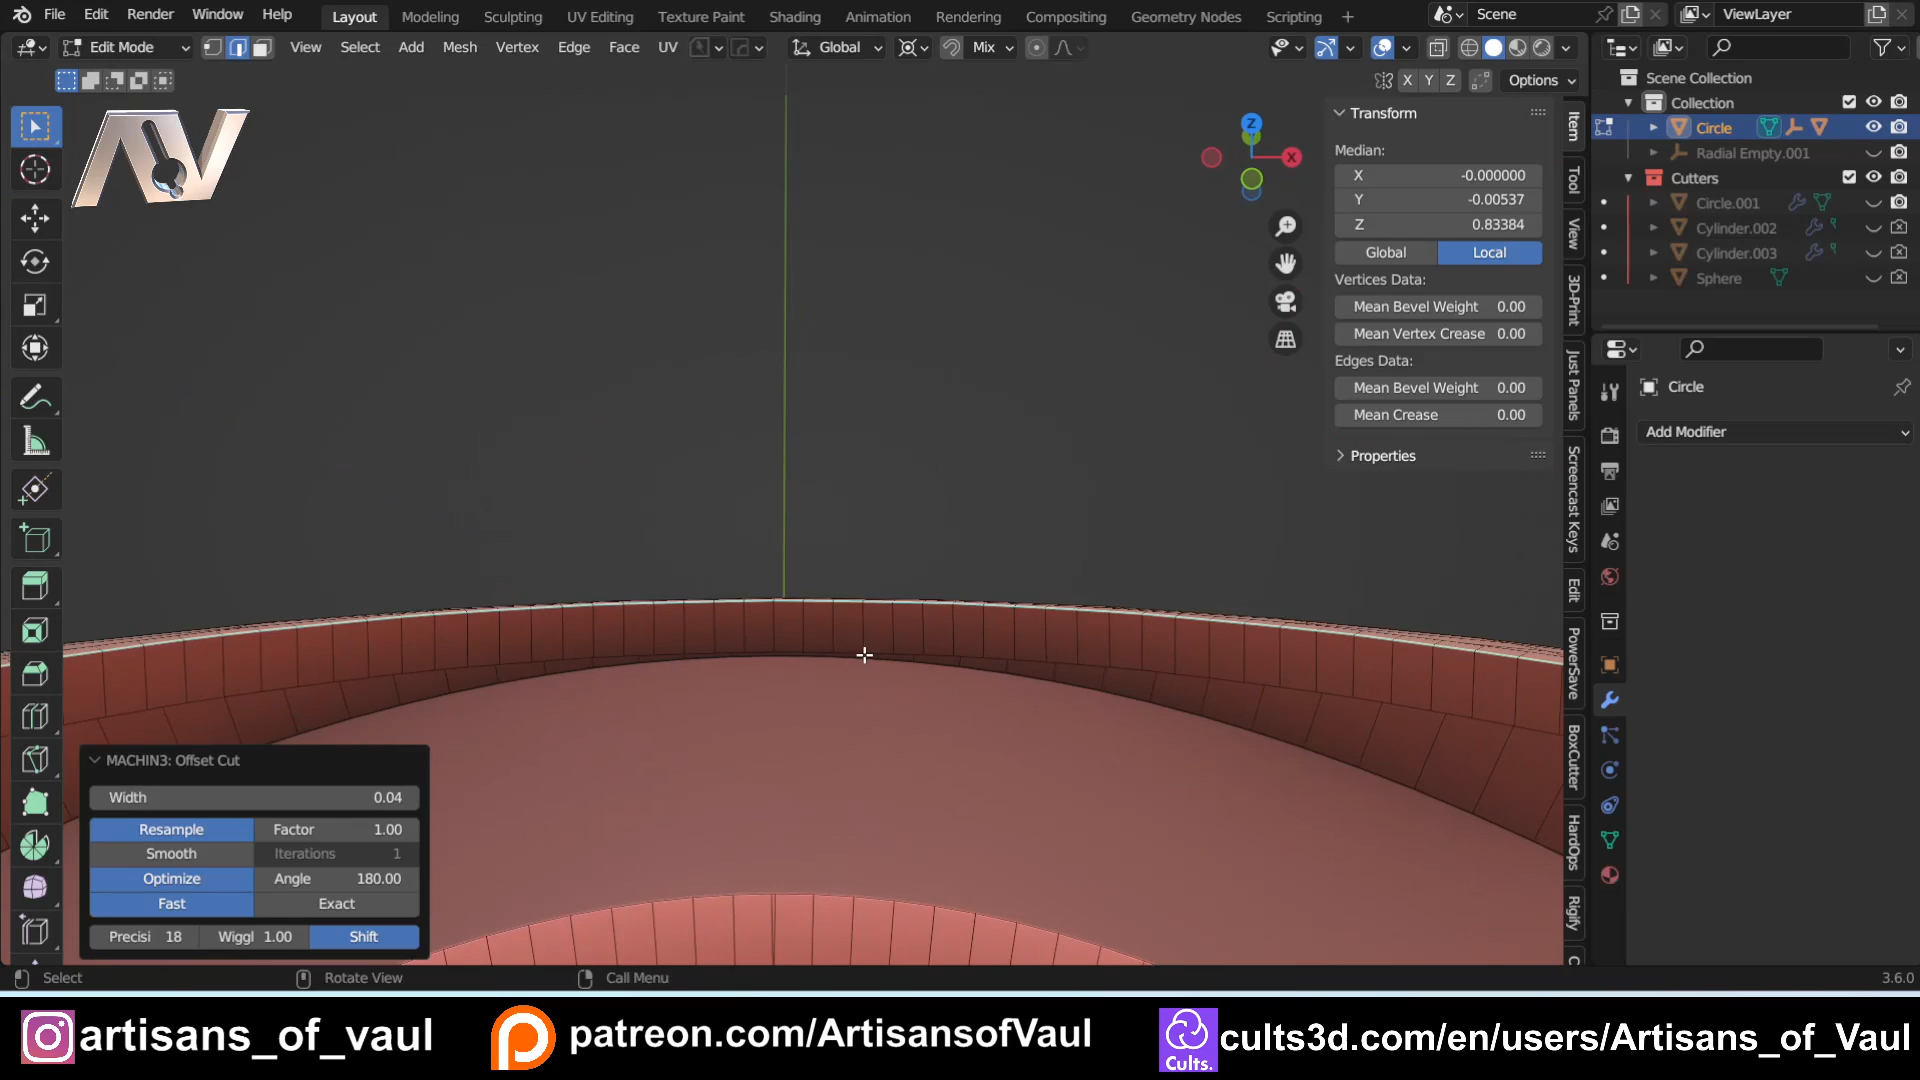 File Edit Render Window Help Layout Modeling Sculpting UV Editing Texture Paint Shading Animation Rendering Compositing Geometry Nodes Scripting + Scene ViewLayer
Edit Mode View Select Add Mesh Vertex Edge Face UV Global Mix
X Y Z Options
Scene Collection
Collection
Circle
Radial Empty.001
Cutters
Circle.001
Cylinder.002
Cylinder.003
Sphere
Z
X
Transform
Median:
X -0.000000
Y -0.00537
Z 0.83384
Global Local
Vertices Data:
Mean Bevel Weight 0.00
Mean Vertex Crease 0.00
Edges Data:
Mean Bevel Weight 0.00
Mean Crease 0.00
Properties
Item
Tool
View
3D-Print
Just Panels
Screencast Keys
Edit
PowerSave
BoxCutter
HardOps
Rigify
C
Circle
Add Modifier
MACHIN3: Offset Cut
Width 0.04
Resample Factor 1.00
Smooth Iterations 1
Optimize Angle 180.00
Fast Exact
Precisi 18 Wiggl 1.00 Shift
Select Rotate View Call Menu 3.6.0
artisans_of_vaul patreon.com/ArtisansofVaul Cults. cults3d.com/en/users/Artisans_of_Vaul